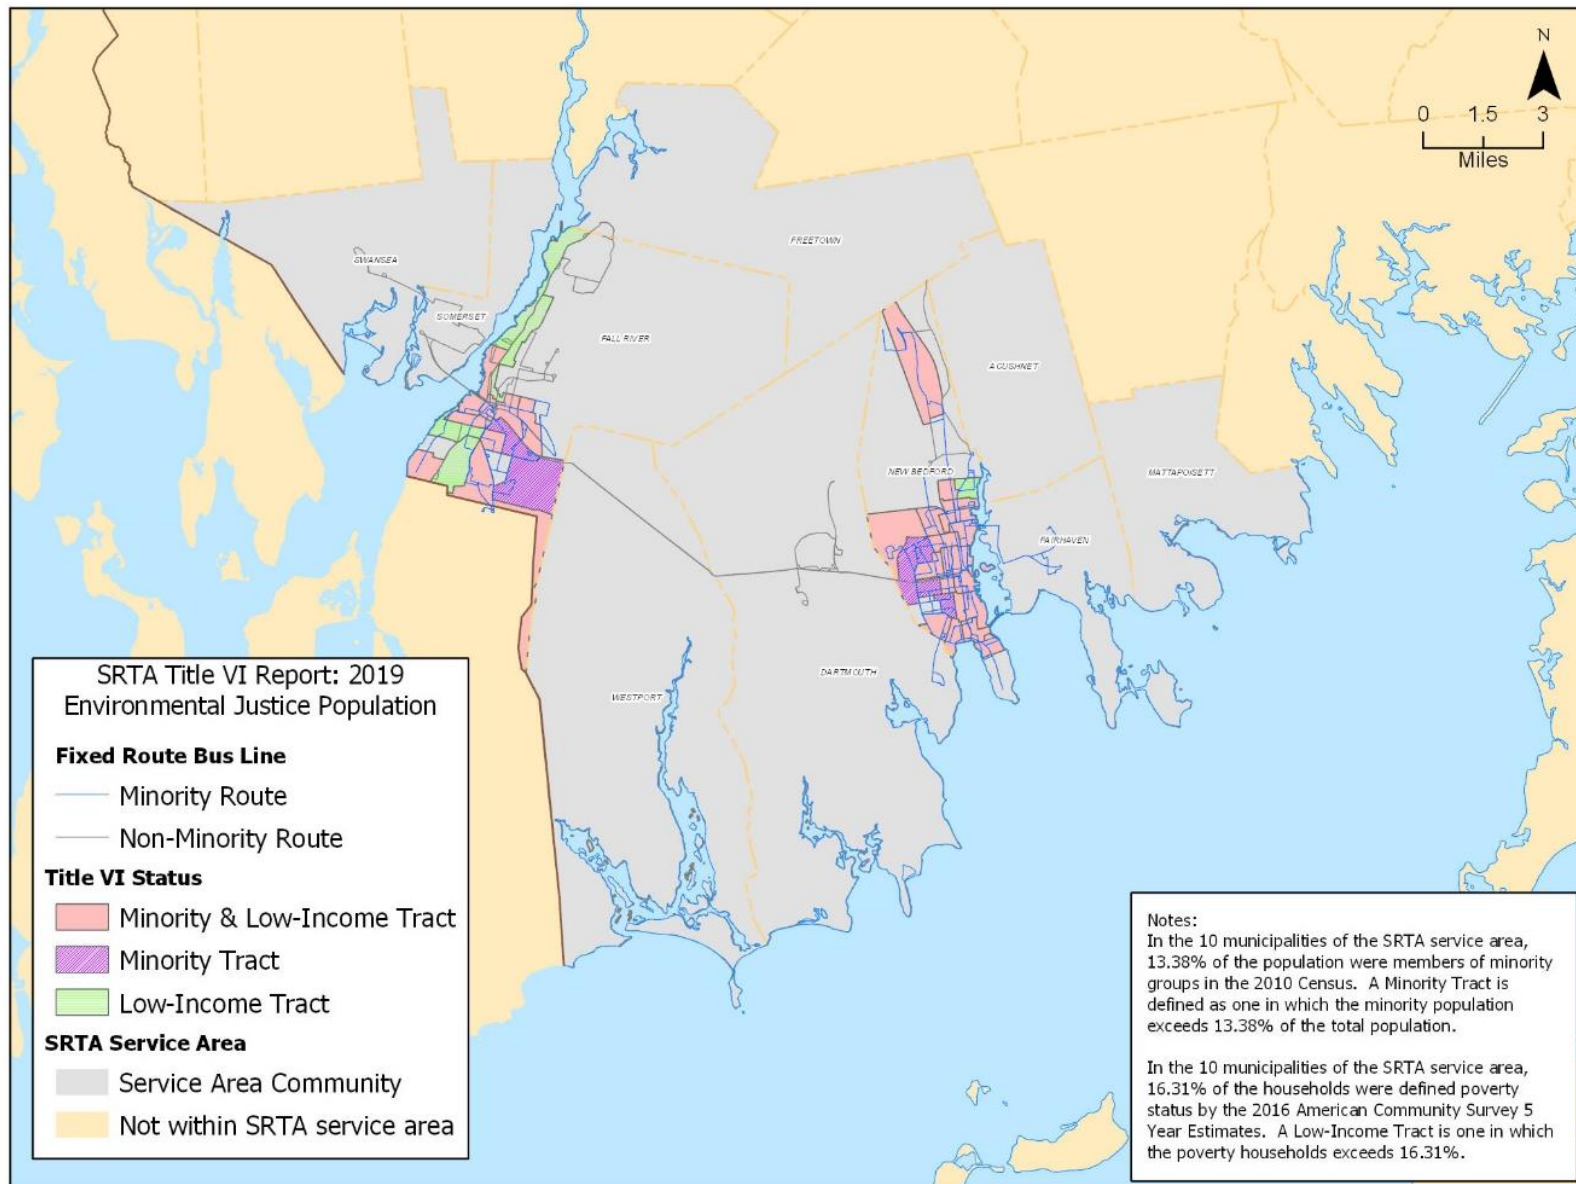 N
0 1.5 3
Miles
FREETOWN
SWANSEA
SOMERSET
FALL RIVER
ACUSHNET
NEW BEDFORD
MATTAPOISETT
FAIRHAVEN
DARTMOUTH
WESTPORT
SRTA Title VI Report: 2019
Environmental Justice Population
Fixed Route Bus Line
Minority Route
Non-Minority Route
Title VI Status
Minority & Low-Income Tract
Minority Tract
Low-Income Tract
SRTA Service Area
Service Area Community
Not within SRTA service area
Notes:
In the 10 municipalities of the SRTA service area,
13.38% of the population were members of minority
groups in the 2010 Census. A Minority Tract is
defined as one in which the minority population
exceeds 13.38% of the total population.
In the 10 municipalities of the SRTA service area,
16.31% of the households were defined poverty
status by the 2016 American Community Survey 5
Year Estimates. A Low-Income Tract is one in which
the poverty households exceeds 16.31%.